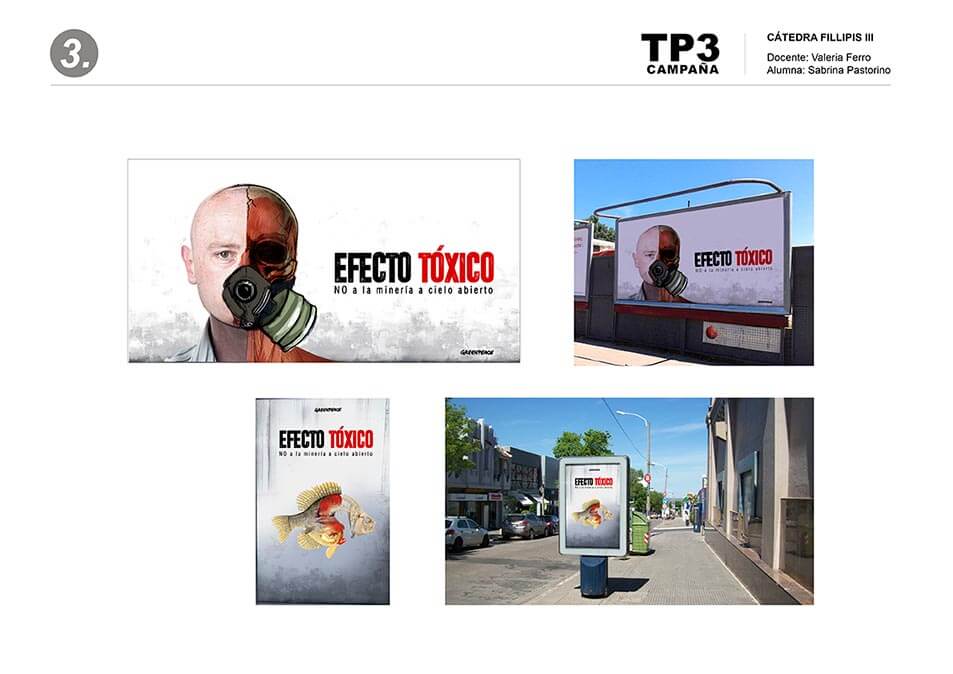 3.
TP3
CAMPAÑA
CÁTEDRA FILLIPIS III
Docente: Valeria Ferro
Alumna: Sabrina Pastorino
EFECTO TÓXICO
NO a la minería a cielo abierto
GREENPEACE
EFECTO TÓXICO
NO a la minería a cielo abierto
GREENPEACE
GREENPEACE
EFECTO TÓXICO
NO a la minería a cielo abierto
EFECTO TÓXICO
NO a la minería a cielo abierto